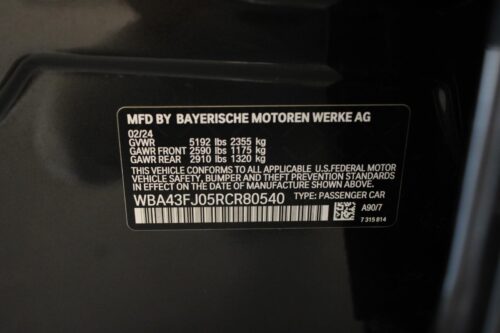 MFD BY BAYERISCHE MOTOREN WERKE AG
02/24
GVWR 5192 lbs 2355 kg
GAWR FRONT 2590 lbs 1175 kg
GAWR REAR 2910 lbs 1320 kg
THIS VEHICLE CONFORMS TO ALL APPLICABLE U.S.FEDERAL MOTOR
VEHICLE SAFETY, BUMPER AND THEFT PREVENTION STANDARDS
IN EFFECT ON THE DATE OF MANUFACTURE SHOWN ABOVE.
WBA43FJ05RCR80540 TYPE: PASSENGER CAR
A90/7
7 315 814